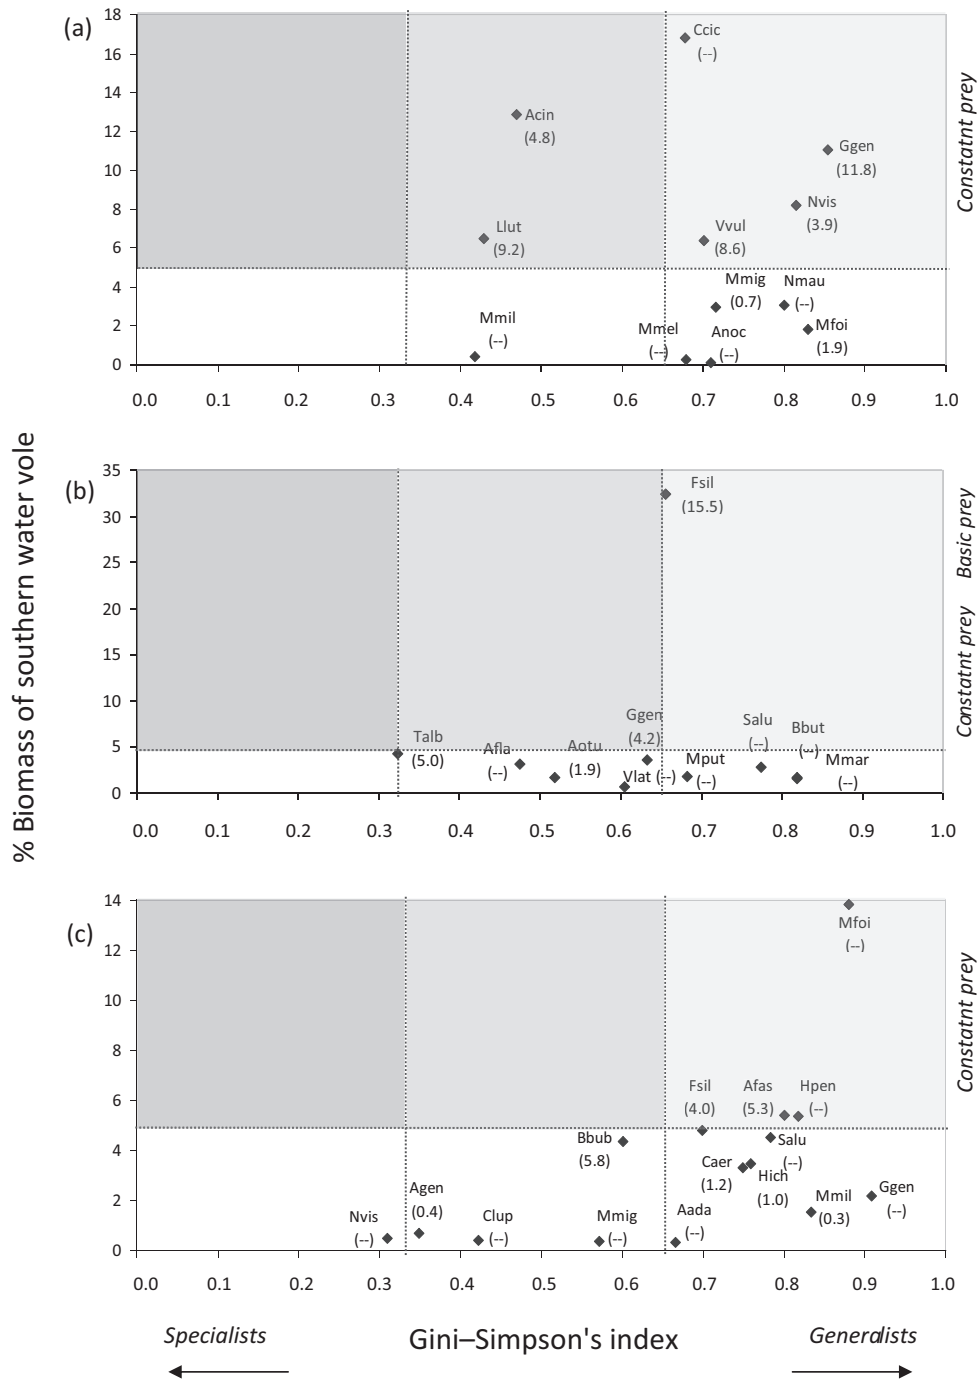 % Biomass of southern water vole
(a)
18
16
14
12
10
8
6
4
2
0
Ccic
(--)
Acin
(4.8)
Ggen
(11.8)
Nvis
(3.9)
Llut
(9.2)
Vvul
(8.6)
Mmig
(0.7)
Nmau
(--)
Mmil
(--)
Mmel
(--)
Anoc
(--)
Mfoi
(1.9)
0.0 0.1 0.2 0.3 0.4 0.5 0.6 0.7 0.8 0.9 1.0
Constatnt prey
(b)
35
30
25
20
15
10
5
0
Fsil
(15.5)
Talb
(5.0)
Afla
(--)
Aotu
(1.9)
Ggen
(4.2)
Vlat (--)
Mput
(--)
Salu
(--)
Bbut
(--)
Mmar
(--)
0.0 0.1 0.2 0.3 0.4 0.5 0.6 0.7 0.8 0.9 1.0
Constatnt prey Basic prey
(c)
14
12
10
8
6
4
2
0
Mfoi
(--)
Fsil
(4.0)
Afas
(5.3)
Hpen
(--)
Bbub
(5.8)
Salu
(--)
Caer
(1.2)
Hich
(1.0)
Agen
(0.4)
Nvis
(--)
Clup
(--)
Mmig
(--)
Aada
(--)
Mmil
(0.3)
Ggen
(--)
0.0 0.1 0.2 0.3 0.4 0.5 0.6 0.7 0.8 0.9 1.0
Constatnt prey
Specialists
Gini–Simpson's index
Generalists